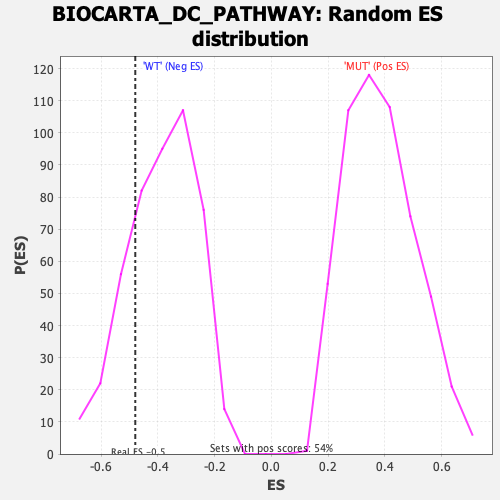 BIOCARTA_DC_PATHWAY: Random ES
distribution
'WT' (Neg ES)
'MUT' (Pos ES)
120
110
100
90
80
70
60
50
40
30
20
10
0
P(ES)
Real ES -0.5
Sets with pos scores: 54%
-0.6
-0.4
-0.2
0.0
0.2
0.4
0.6
ES